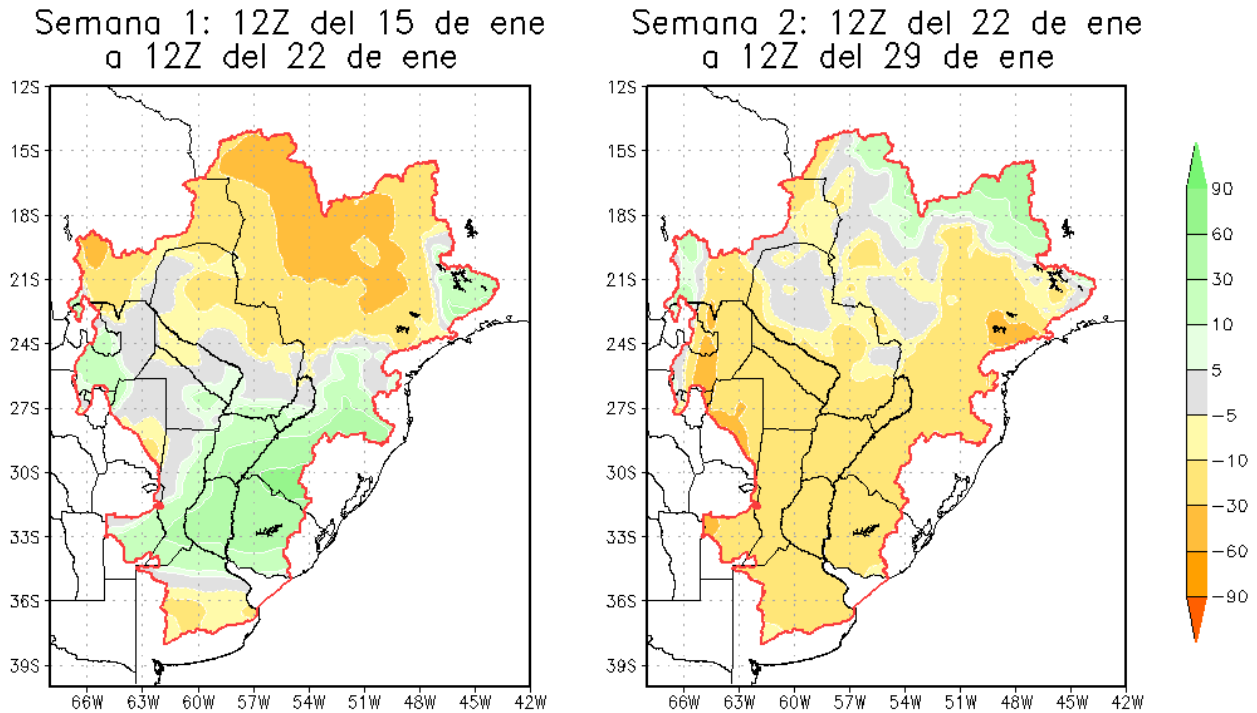 Semana 1: 12Z del 15 de ene
a 12Z del 22 de ene
Semana 2: 12Z del 22 de ene
a 12Z del 29 de ene
12S
15S
18S
21S
24S
27S
30S
33S
36S
39S
66W 63W 60W 57W 54W 51W 48W 45W 42W
12S
15S
18S
21S
24S
27S
30S
33S
36S
39S
66W 63W 60W 57W 54W 51W 48W 45W 42W
90
60
30
10
5
-5
-10
-30
-60
-90